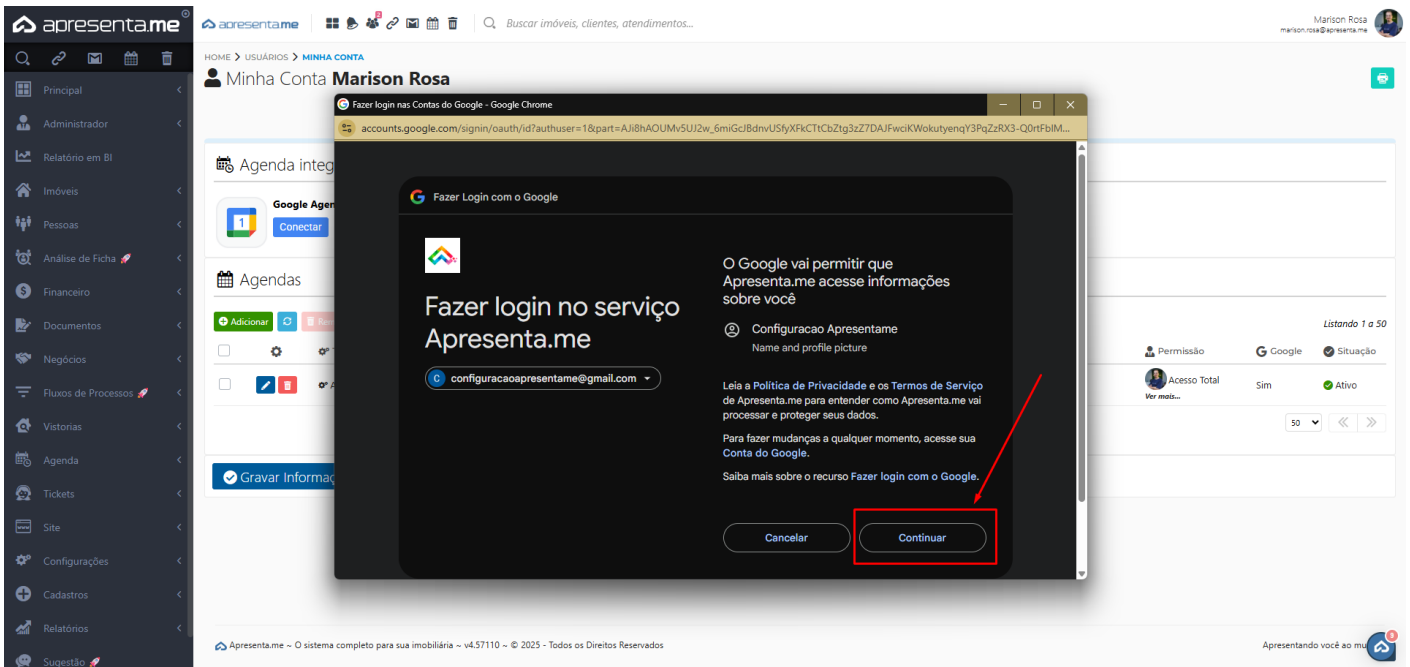 apresenta.me
apresenta.me
2
Buscar imóveis, clientes, atendimentos...
Marison Rosa
marison.rosa@apresenta.me
HOME > USUÁRIOS > MINHA CONTA
Minha Conta Marison Rosa
Principal
Administrador
Relatório em BI
Imóveis
Pessoas
Análise de Ficha
Financeiro
Documentos
Negócios
Fluxos de Processos
Vistorias
Agenda
Tickets
Site
Configurações
Cadastros
Relatórios
Sugestão
Agenda integ
Google Agen
1
Conectar
Agendas
Adicionar
Listando 1 a 50
Permissão
Google
Situação
Acesso Total
Ver mais...
Sim
Ativo
50
Gravar Informaç
Fazer login nas Contas do Google - Google Chrome
accounts.google.com/signin/oauth/id?authuser=1&part=AJi8hAOUMv5UJ2w_6miGcJBdnvUSfyXFkCTtCbZtg3zZ7DAJFwciKWokutyenqY3PqZzRX3-Q0rtFbIM...
Fazer Login com o Google
Fazer login no serviço
Apresenta.me
C configuracaoapresentame@gmail.com
O Google vai permitir que
Apresenta.me acesse informações
sobre você
Configuracao Apresentame
Name and profile picture
Leia a Política de Privacidade e os Termos de Serviço
de Apresenta.me para entender como Apresenta.me vai
processar e proteger seus dados.
Para fazer mudanças a qualquer momento, acesse sua
Conta do Google.
Saiba mais sobre o recurso Fazer login com o Google.
Cancelar
Continuar
Apresenta.me ~ O sistema completo para sua imobiliária ~ v4.57110 ~ © 2025 - Todos os Direitos Reservados
Apresentando você ao mu